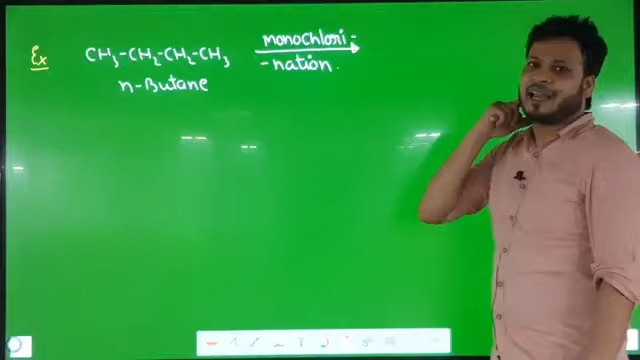 Ex CH₃-CH₂-CH₂-CH₃ monochlori-
-nation.
n-Butane